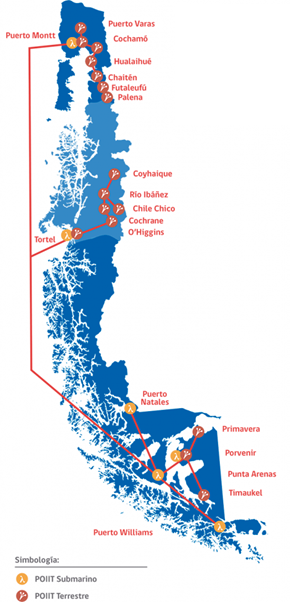 Puerto Varas
Puerto Montt
Cochamó
Hualaihué
Chaitén
Futaleufú
Palena
Coyhaique
Río Ibáñez
Chile Chico
Cochrane
O'Higgins
Tortel
Puerto
Natales
Primavera
Porvenir
Punta Arenas
Timaukel
Puerto Williams
Simbología:
POIIT Submarino
POIIT Terrestre